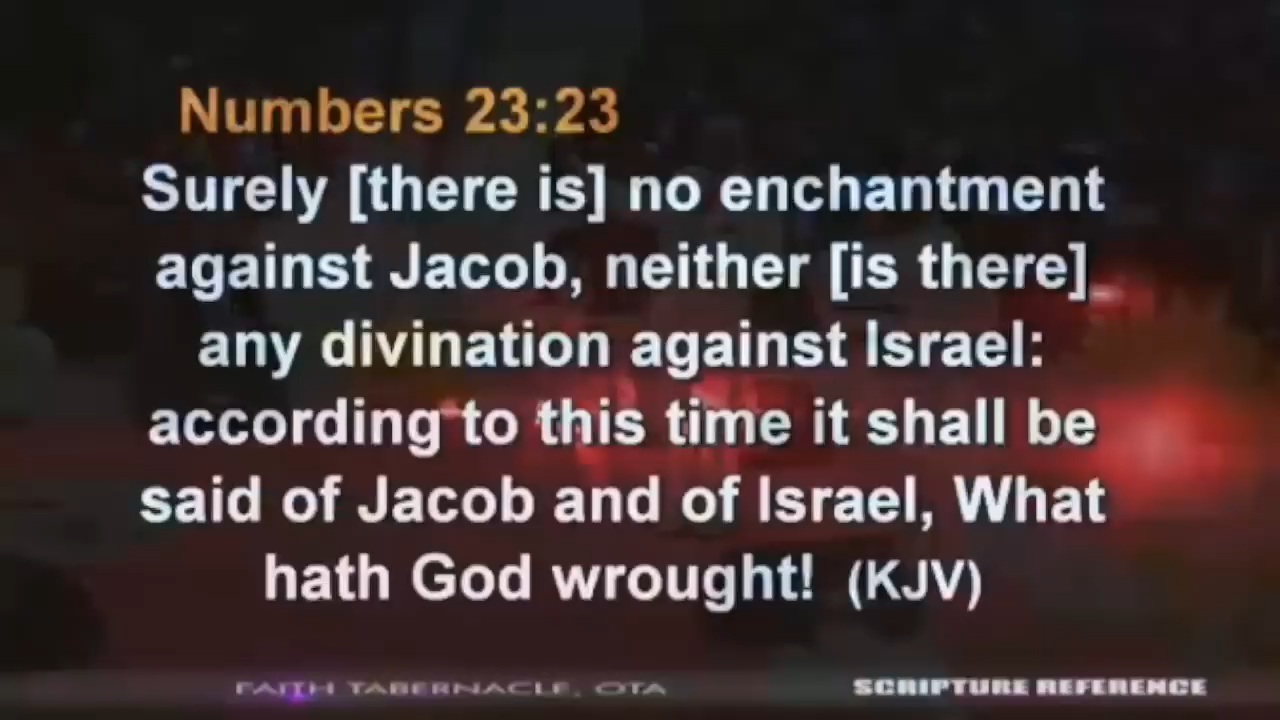 Numbers 23:23
Surely [there is] no enchantment
against Jacob, neither [is there]
any divination against Israel:
according to this time it shall be
said of Jacob and of Israel, What
hath God wrought! (KJV)
FAITH TABERNACLE, OTA
SCRIPTURE REFERENCE